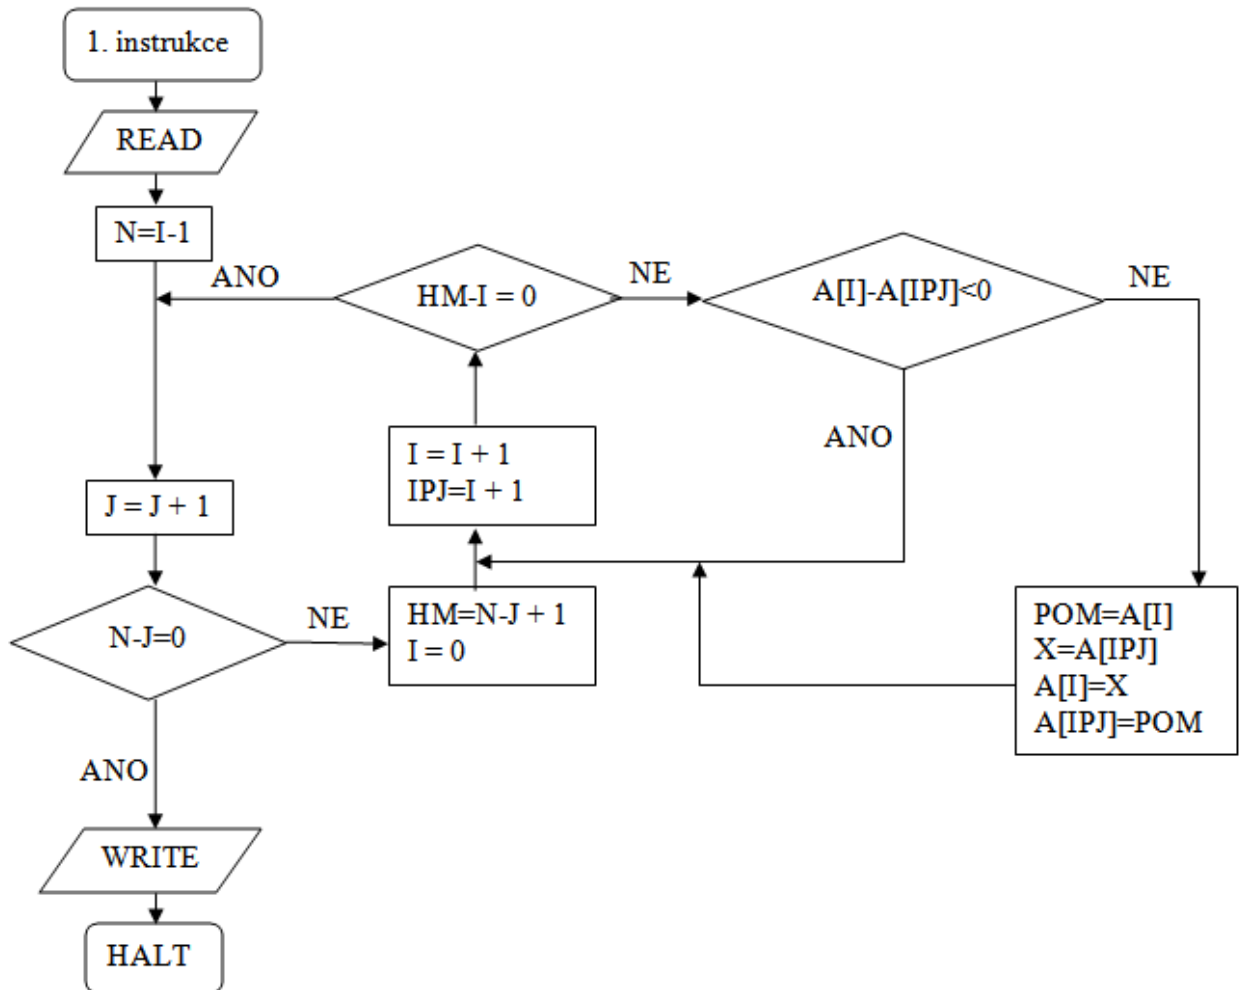 1. instrukce
READ
N=I-1
ANO
HM-I = 0
NE
A[I]-A[IPJ]<0
NE
ANO
I = I + 1
IPJ=I + 1
J = J + 1
N-J=0
NE
HM=N-J + 1
I = 0
POM=A[I]
X=A[IPJ]
A[I]=X
A[IPJ]=POM
ANO
WRITE
HALT